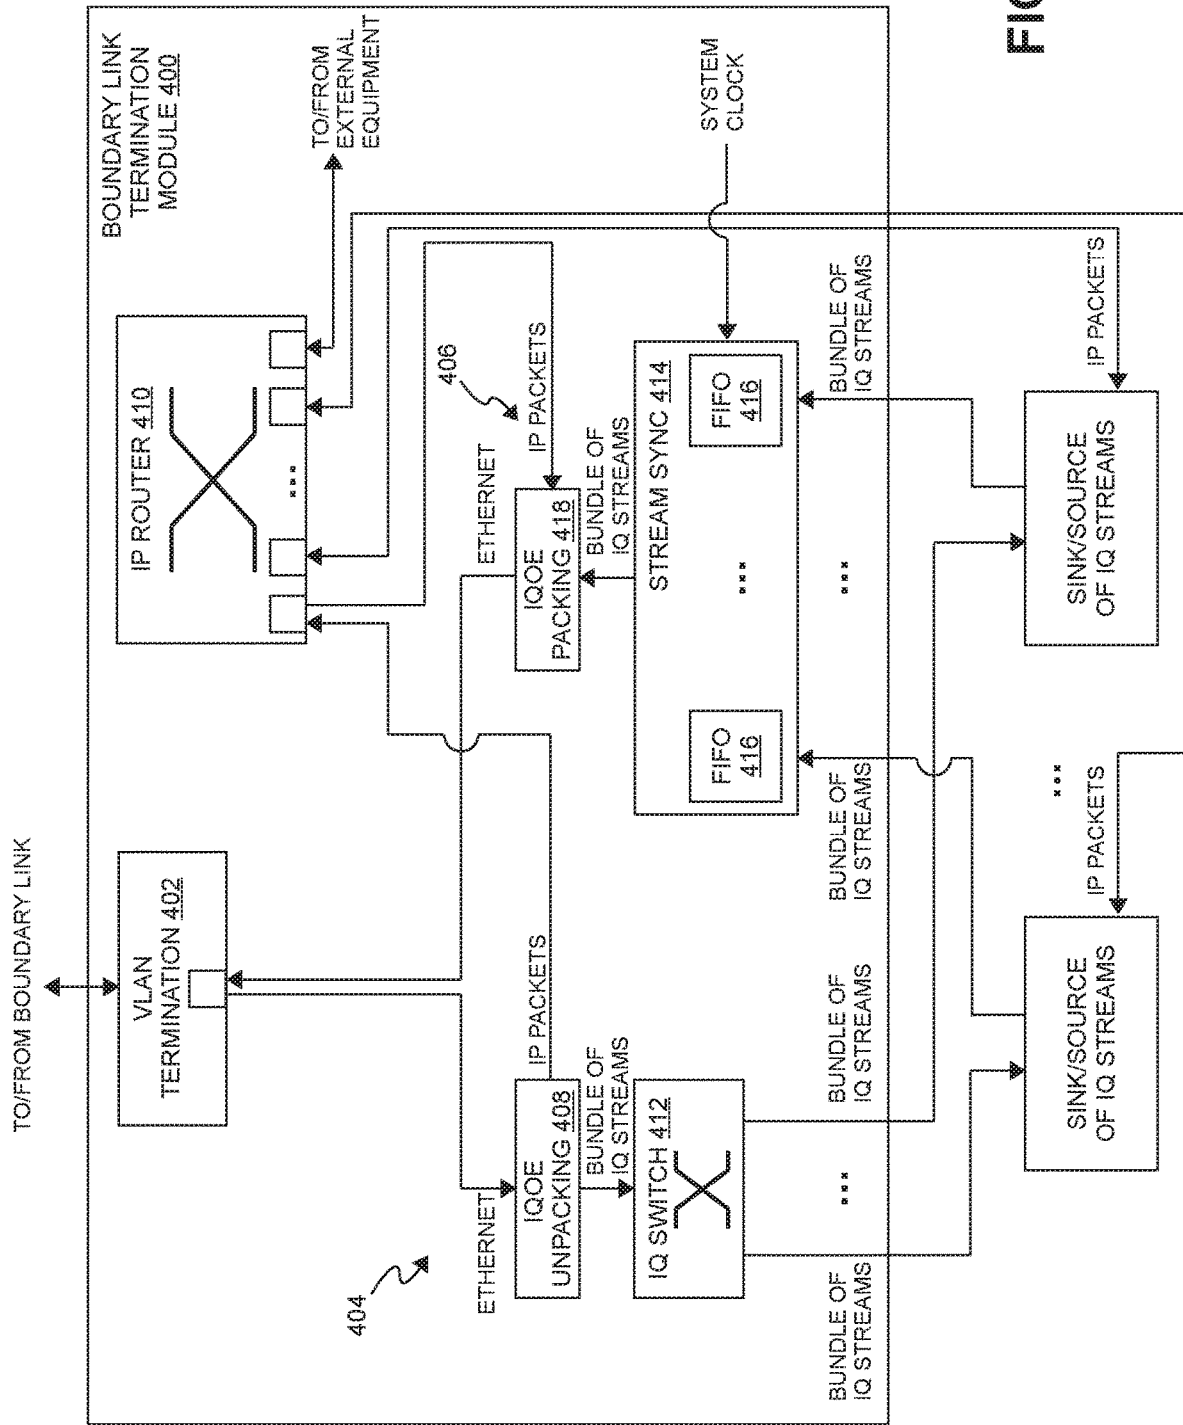 TO/FROM BOUNDARY LINK
BOUNDARY LINK
TERMINATION
MODULE 400
VLAN
TERMINATION 402
IP ROUTER 410
...
TO/FROM
EXTERNAL
EQUIPMENT
404
406
ETHERNET
IP PACKETS
ETHERNET
IP PACKETS
IQOE
UNPACKING 408
IQOE
PACKING 418
BUNDLE OF
IQ STREAMS
BUNDLE OF
IQ STREAMS
IQ SWITCH 412
STREAM SYNC 414
FIFO
416
...
FIFO
416
SYSTEM
CLOCK
BUNDLE OF
IQ STREAMS
...
BUNDLE OF
IQ STREAMS
BUNDLE OF
IQ STREAMS
...
BUNDLE OF
IQ STREAMS
SINK/SOURCE
OF IQ STREAMS
IP PACKETS
...
SINK/SOURCE
OF IQ STREAMS
IP PACKETS